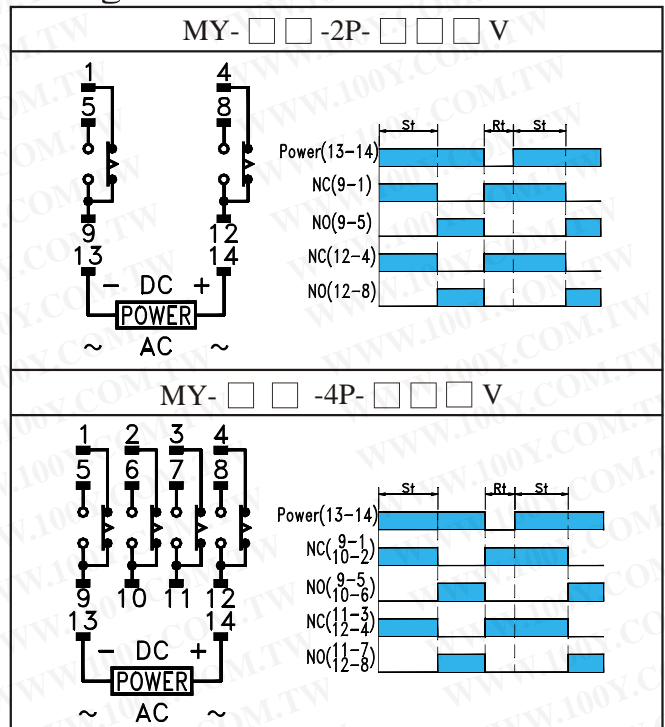 MY- □ □ -2P- □ □ □ V
1 4
5 8
9 12
13 14
- DC +
POWER
~ AC ~
St Rt St
Power(13-14)
NC(9-1)
NO(9-5)
NC(12-4)
NO(12-8)
MY- □ □ -4P- □ □ □ V
1 2 3 4
5 6 7 8
9 10 11 12
13 14
- DC +
POWER
~ AC ~
St Rt St
Power(13-14)
NC(9-1 10-2)
NO(9-5 10-6)
NC(11-3 12-4)
NO(11-7 12-8)
WWW.100Y.COM.TW